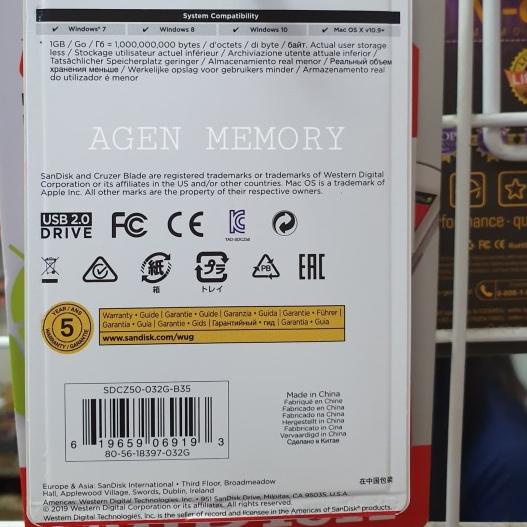 System Compatibility
✔ Windows® 7 ✔ Windows 8 ✔ Windows 10 ✔ Mac OS X v10.9+
* 1GB / Go / Гб = 1,000,000,000 bytes / d'octets / di byte / байт. Actual user storage
less / Stockage utilisateur actuel inférieur / Archiviazione utente attuale inferiore /
Tatsächlicher Speicherplatz geringer / Almacenamiento real menor / Реальный объем
хранения меньше / Werkelijke opslag voor gebruikers minder / Armazenamento real
do utilizador é menor
AGEN MEMORY
SanDisk and Cruzer Blade are registered trademarks or trademarks of Western Digital
Corporation or its affiliates in the US and/or other countries. Mac OS is a trademark of
Apple Inc. All other marks are the property of their respective owners.
USB 2.0
DRIVE
FC CE
紙 プラ PB EAC
箱 トレイ
YEAR / ANS
5
WARRANTY / GARANTIE
Warranty • Guide | Garantie • Guide | Garanzia • Guida | Garantie • Führer |
Garantía • Guía | Garantie • Gids | Гарантийный • гид | Garantia • Guia
www.sandisk.com/wug
SDCZ50-032G-B35
6 19659 06919 3
80-56-18397-032G
Made in China
Fabriqué en Chine
Fabricado en China
Fabricado na China
Hergestellt in China
Fabbricato in Cina
Vervaardigd in China
Сделано в Китае
Europe & Asia: SanDisk International • Third Floor, Broadmeadow
Hall, Applewood Village, Swords, Dublin, Ireland
在中国包装
Americas: Western Digital Technologies, Inc. • 951 SanDisk Drive, Milpitas, CA 95035, U.S.A.
© 2019 Western Digital Corporation or its affiliates. All rights reserved.
Western Digital Technologies, Inc. is the seller of record and licensee in the Americas of SanDisk® products.